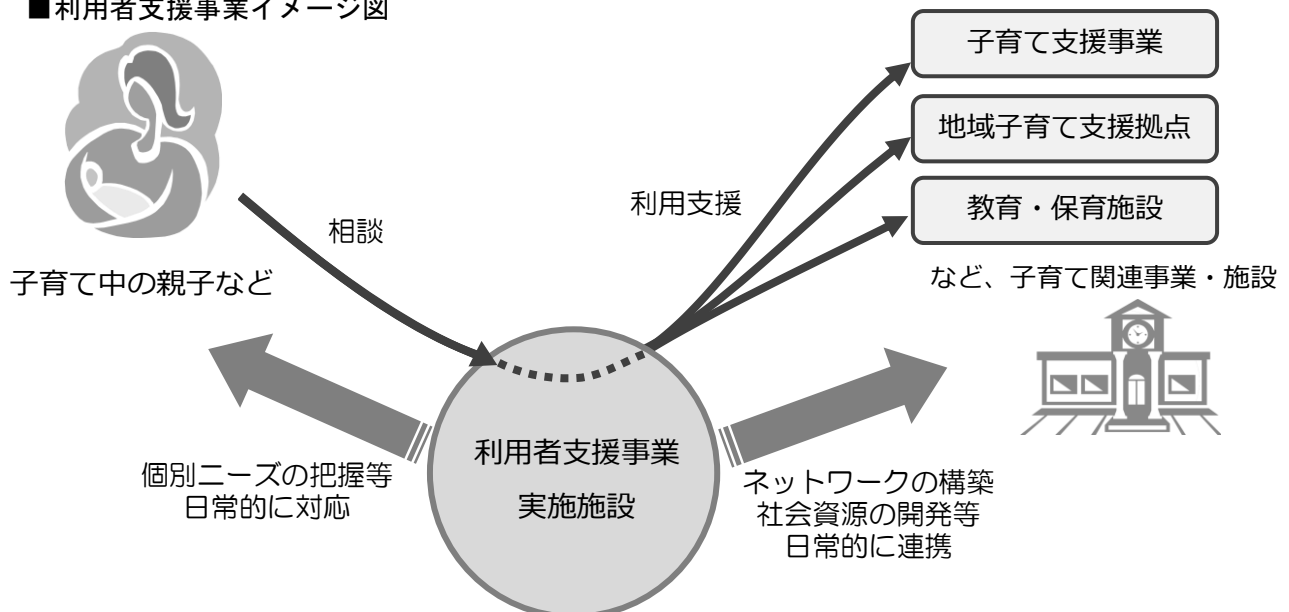 ■利用者支援事業イメージ図
子育て支援事業
地域子育て支援拠点
教育・保育施設
など、子育て関連事業・施設
利用支援
相談
子育て中の親子など
個別ニーズの把握等
日常的に対応
利用者支援事業
実施施設
ネットワークの構築
社会資源の開発等
日常的に連携